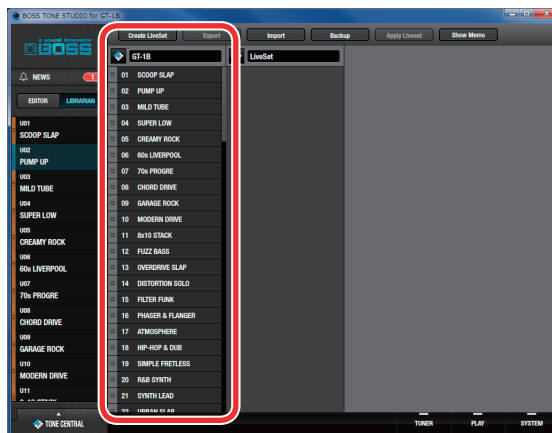 BOSS TONE STUDIO for GT-1B
Create LiveSet
Export
Import
Backup
Apply Liveset
Show Memo
a sound innovator
BOSS
GT-1B
LiveSet
NEWS
1
EDITOR
LIBRARIAN
U01
SCOOP SLAP
U02
PUMP UP
U03
MILD TUBE
U04
SUPER LOW
U05
CREAMY ROCK
U06
60s LIVERPOOL
U07
70s PROGRE
U08
CHORD DRIVE
U09
GARAGE ROCK
U10
MODERN DRIVE
U11
01 SCOOP SLAP
02 PUMP UP
03 MILD TUBE
04 SUPER LOW
05 CREAMY ROCK
06 60s LIVERPOOL
07 70s PROGRE
08 CHORD DRIVE
09 GARAGE ROCK
10 MODERN DRIVE
11 8x10 STACK
12 FUZZ BASS
13 OVERDRIVE SLAP
14 DISTORTION SOLO
15 FILTER FUNK
16 PHASER & FLANGER
17 ATMOSPHERE
18 HIP-HOP & DUB
19 SIMPLE FRETLESS
20 R&B SYNTH
21 SYNTH LEAD
22 URBAN SLAP
TONE CENTRAL
TUNER
PLAY
SYSTEM